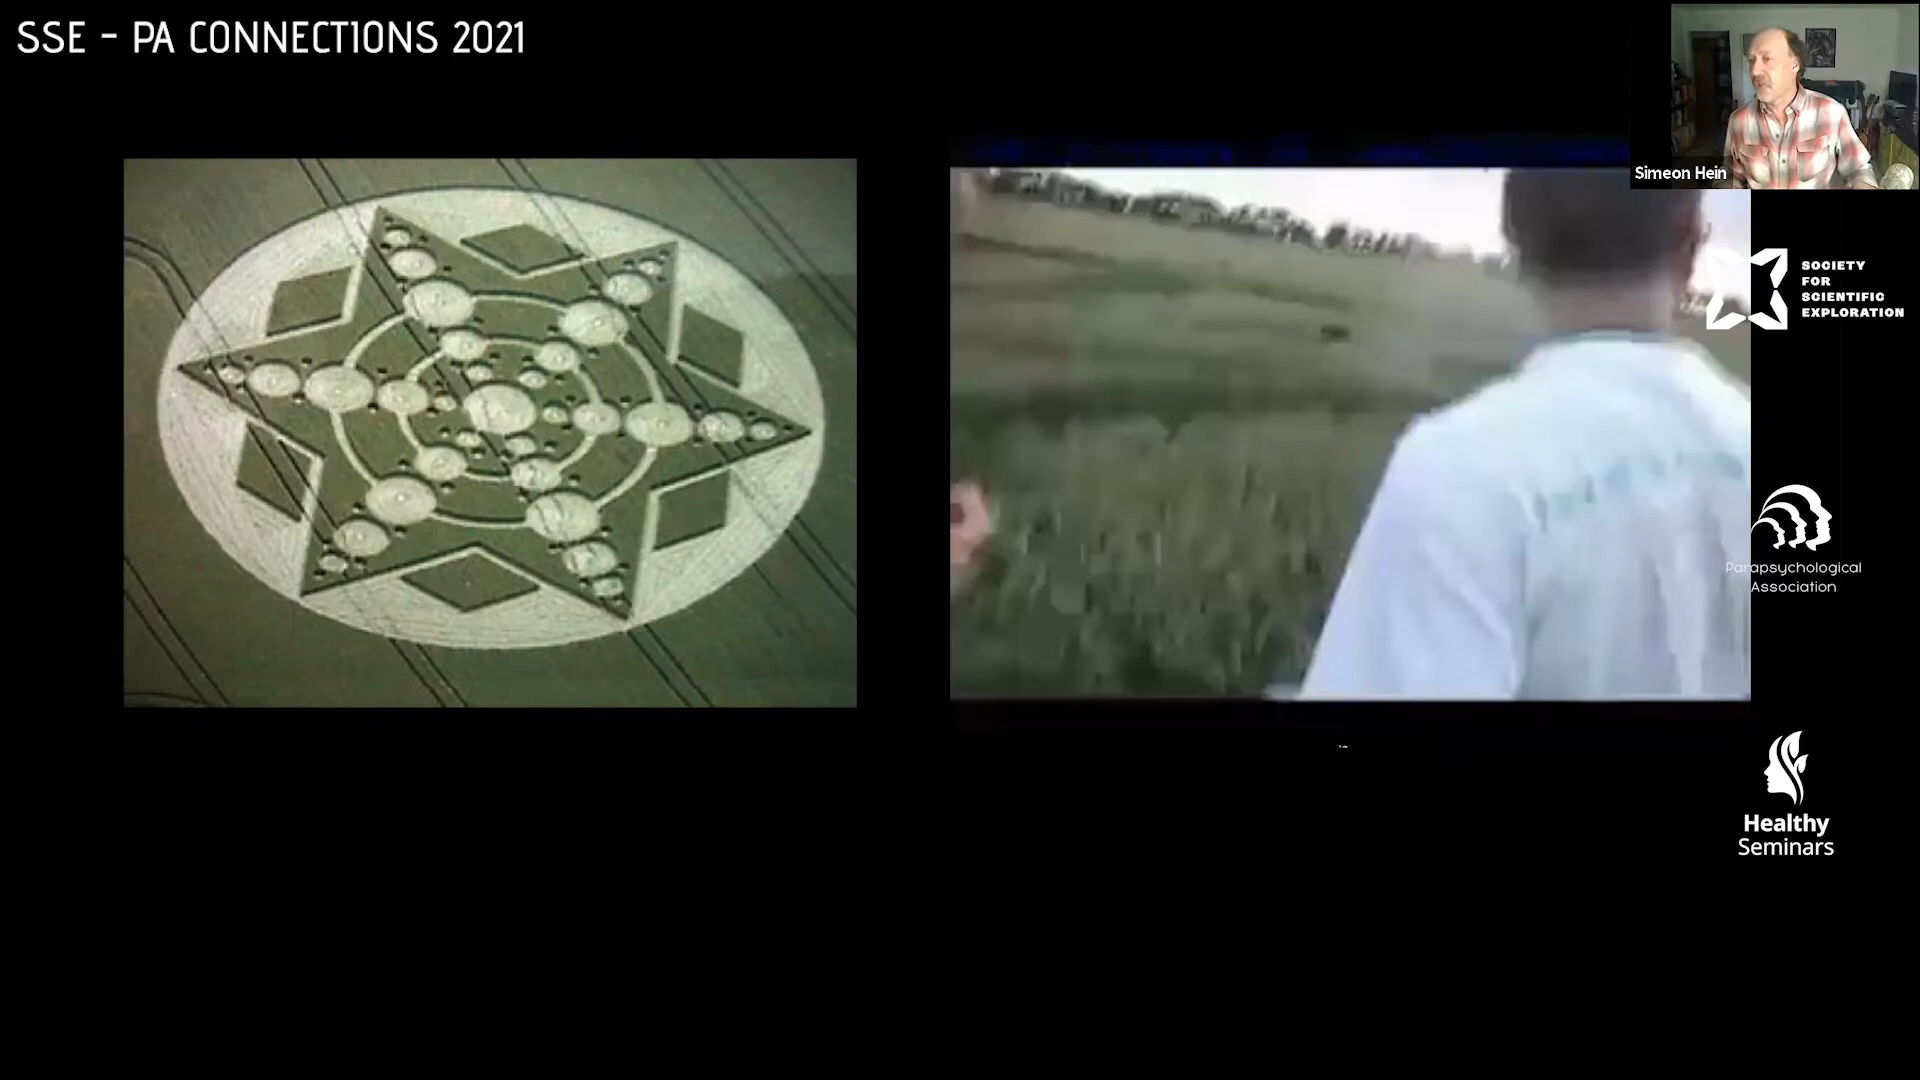 SSE - PA CONNECTIONS 2021
Simeon Hein
SOCIETY
FOR
SCIENTIFIC
EXPLORATION
Parapsychological
Association
Healthy
Seminars